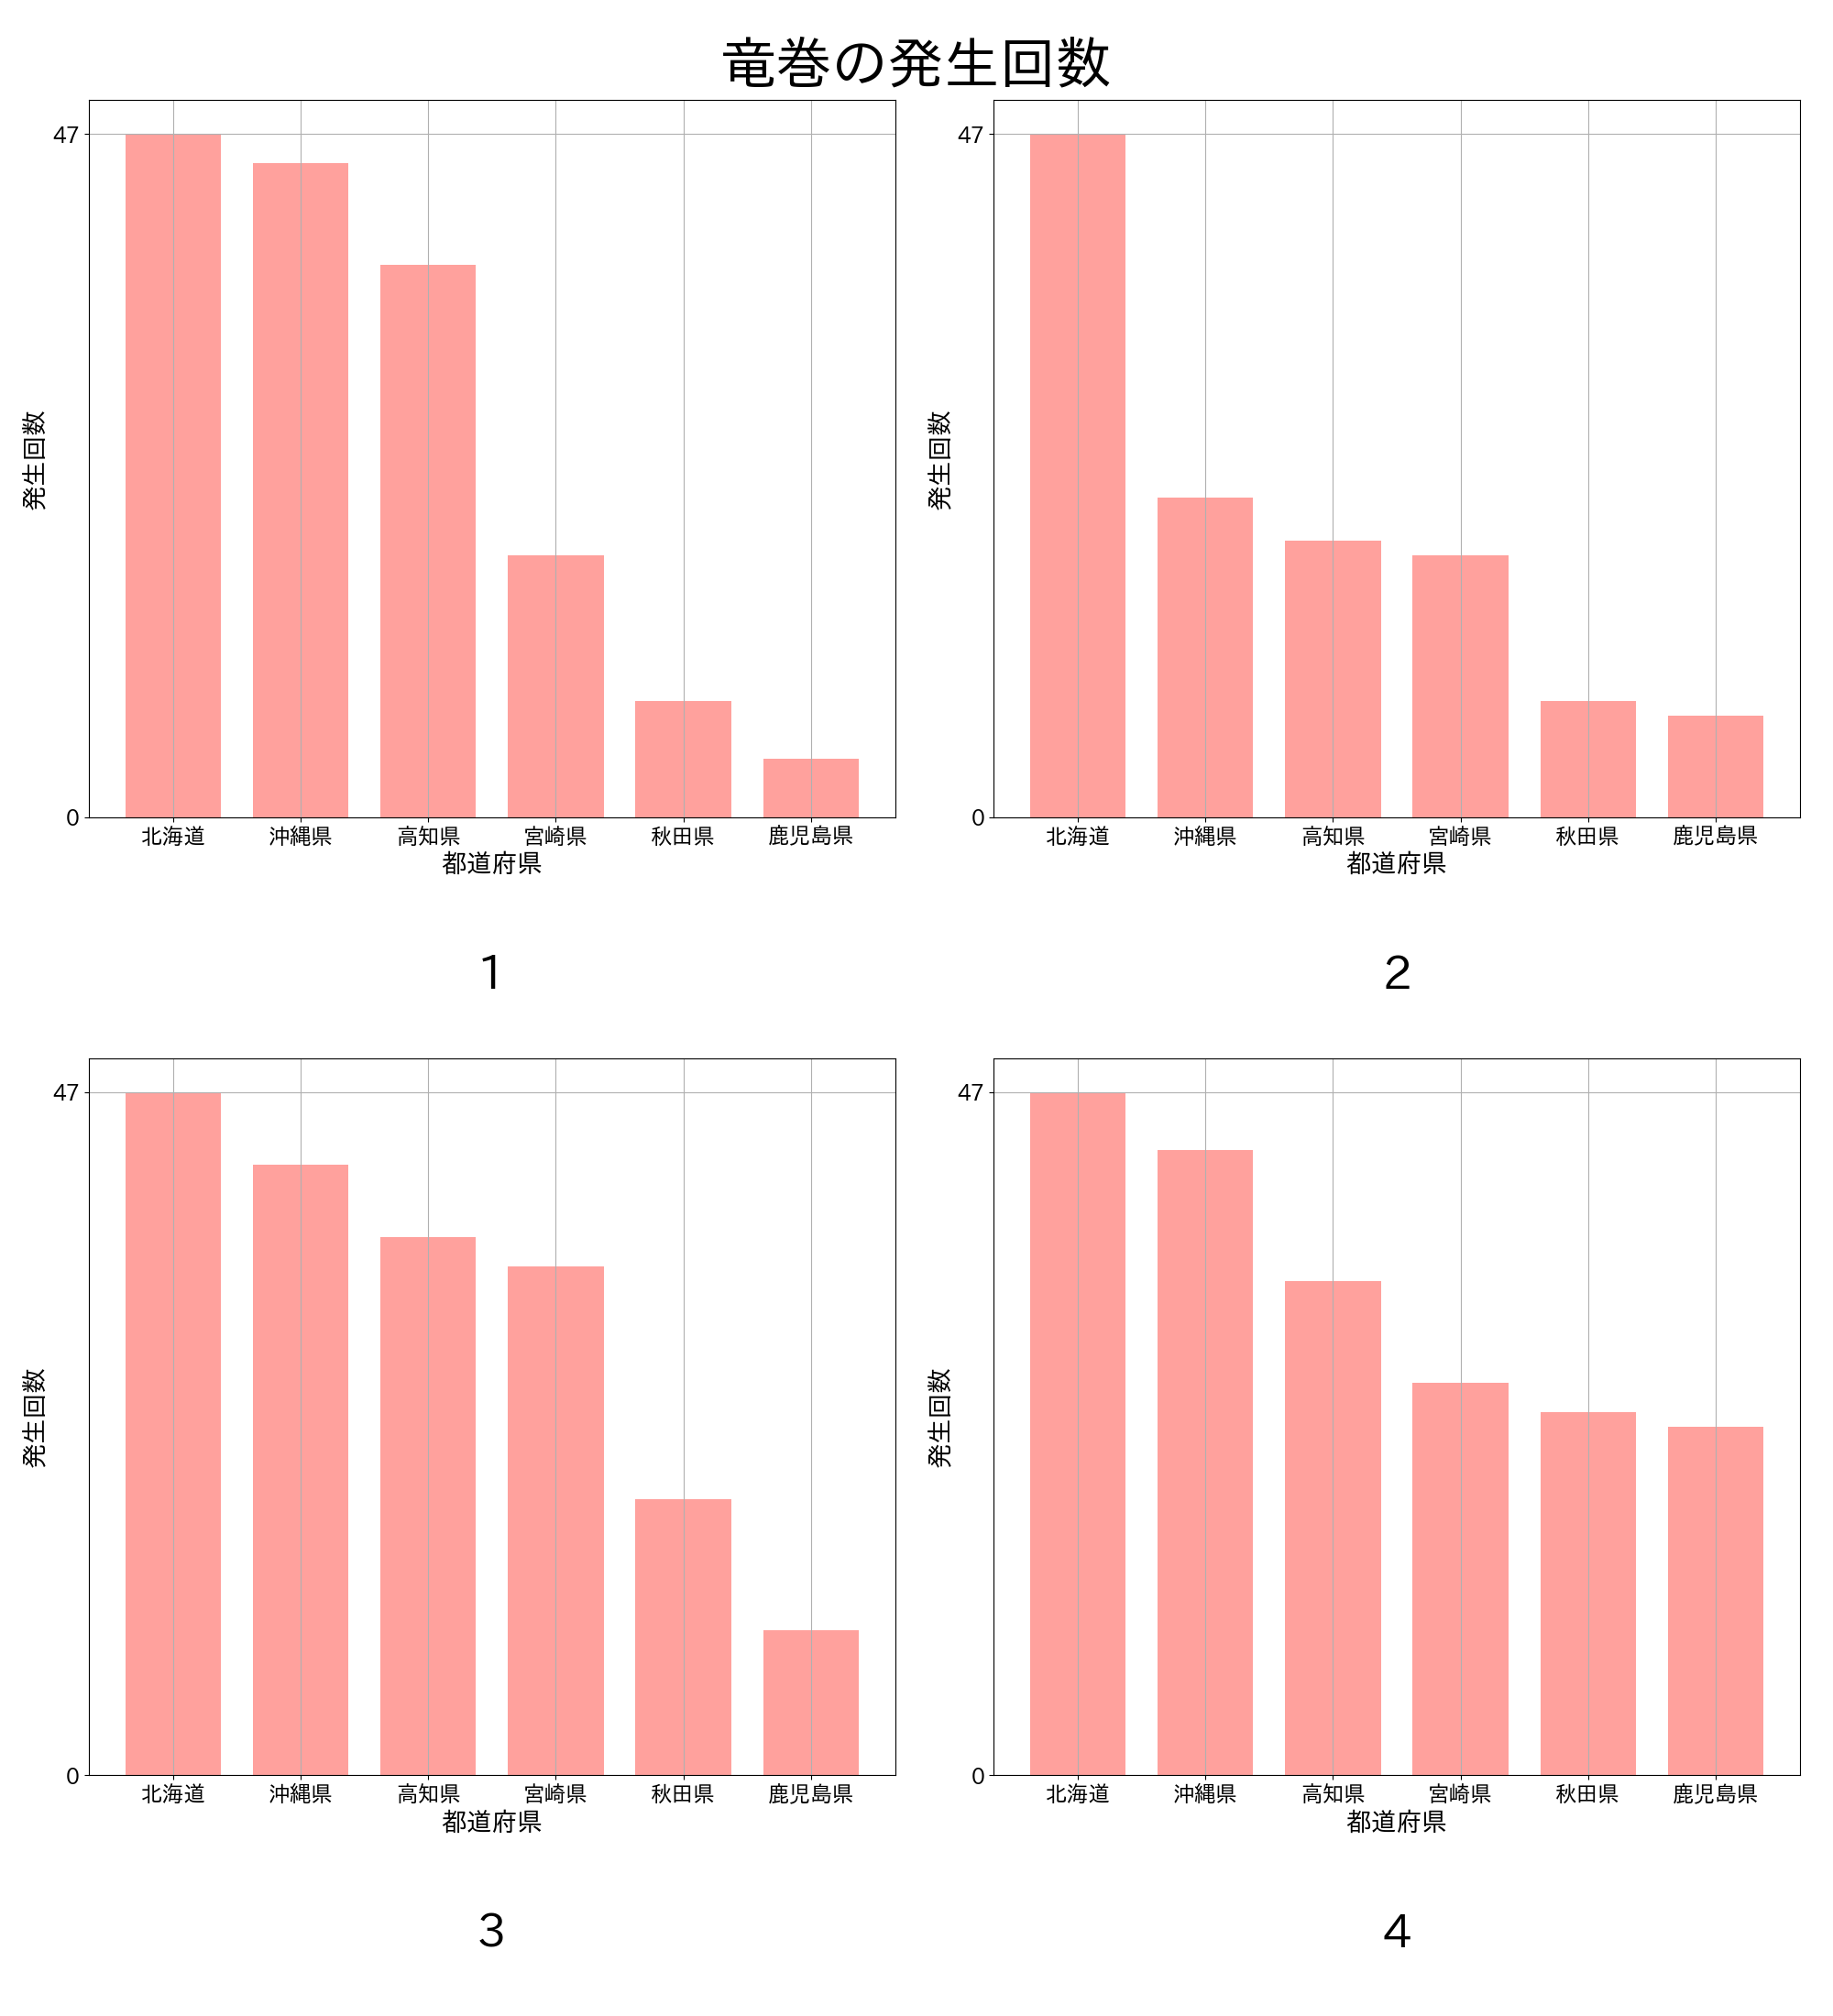 竜巻の発生回数
47
0
発生回数
北海道 沖縄県 高知県 宮崎県 秋田県 鹿児島県
都道府県
1
47
0
発生回数
北海道 沖縄県 高知県 宮崎県 秋田県 鹿児島県
都道府県
2
47
0
発生回数
北海道 沖縄県 高知県 宮崎県 秋田県 鹿児島県
都道府県
3
47
0
発生回数
北海道 沖縄県 高知県 宮崎県 秋田県 鹿児島県
都道府県
4